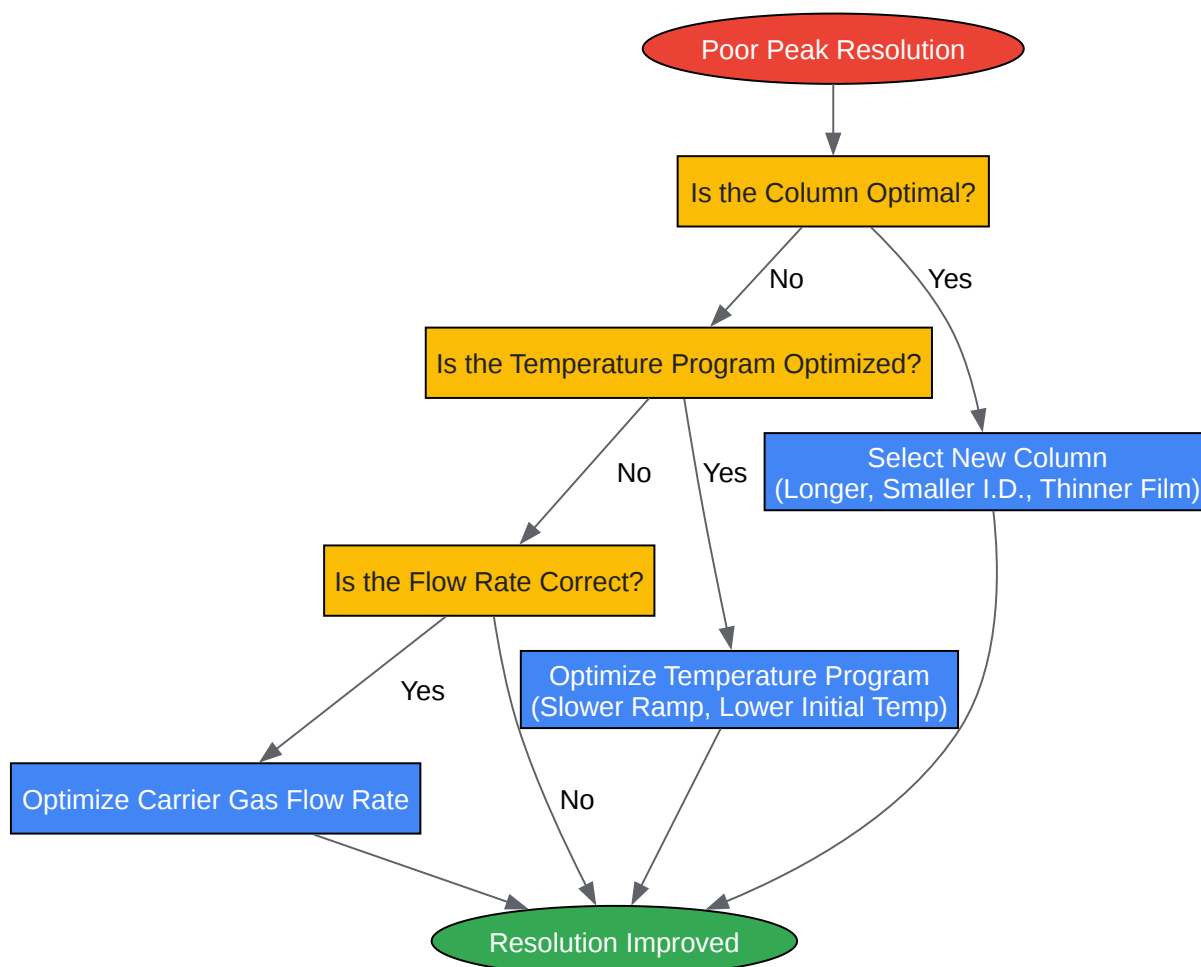 Poor Peak Resolution
Is the Column Optimal?
No
Yes
Is the Temperature Program Optimized?
Select New Column
(Longer, Smaller I.D., Thinner Film)
No
Yes
Is the Flow Rate Correct?
Optimize Temperature Program
(Slower Ramp, Lower Initial Temp)
Yes
Optimize Carrier Gas Flow Rate
No
Resolution Improved